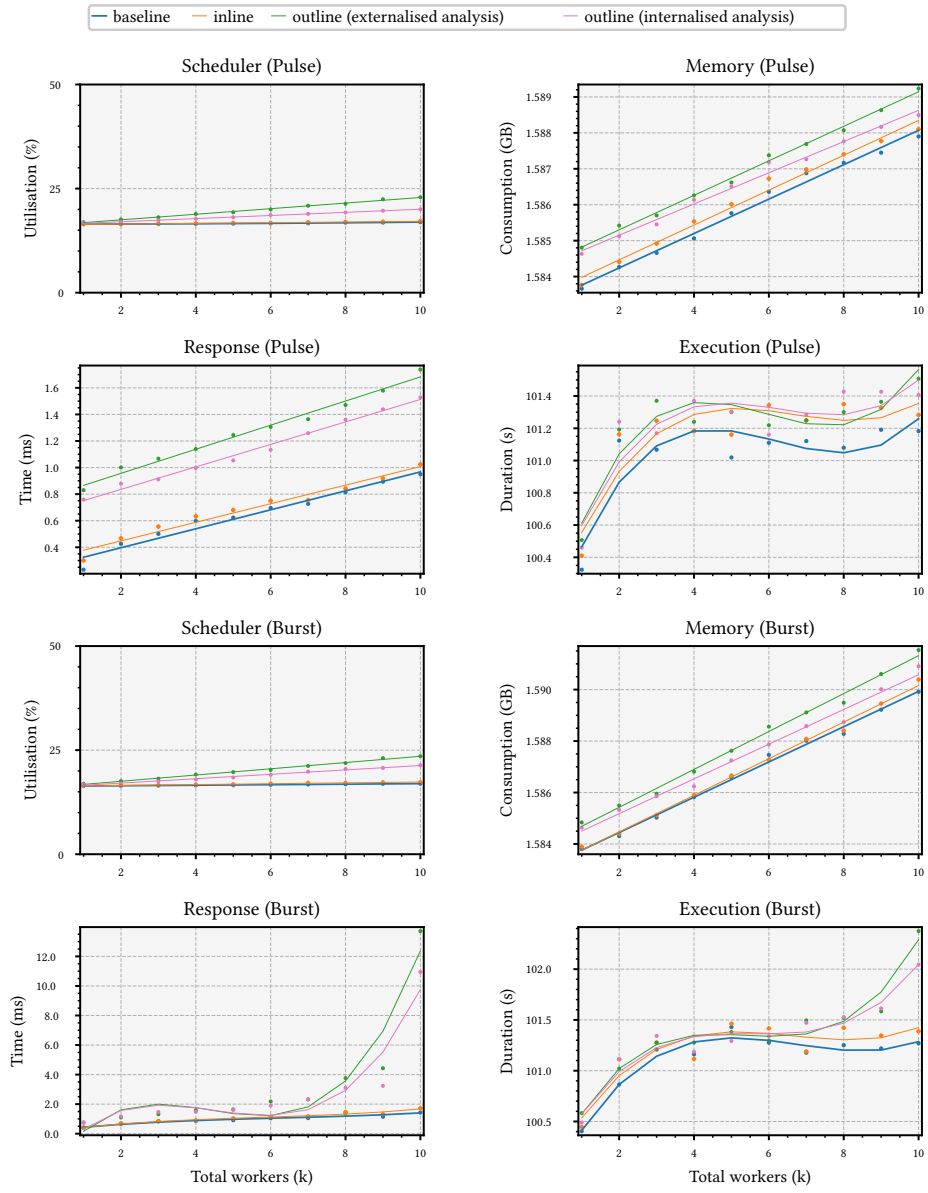 baseline inline outline (externalised analysis) outline (internalised analysis)
Scheduler (Pulse)
Utilisation (%)
50
25
0
2 4 6 8 10
Memory (Pulse)
Consumption (GB)
1.589
1.588
1.587
1.586
1.585
1.584
2 4 6 8 10
Response (Pulse)
Time (ms)
1.6
1.4
1.2
1.0
0.8
0.6
0.4
2 4 6 8 10
Execution (Pulse)
Duration (s)
101.4
101.2
101.0
100.8
100.6
100.4
2 4 6 8 10
Scheduler (Burst)
Utilisation (%)
50
25
0
2 4 6 8 10
Memory (Burst)
Consumption (GB)
1.590
1.588
1.586
1.584
2 4 6 8 10
Response (Burst)
Time (ms)
12.0
10.0
8.0
6.0
4.0
2.0
0.0
2 4 6 8 10
Total workers (k)
Execution (Burst)
Duration (s)
102.0
101.5
101.0
100.5
2 4 6 8 10
Total workers (k)